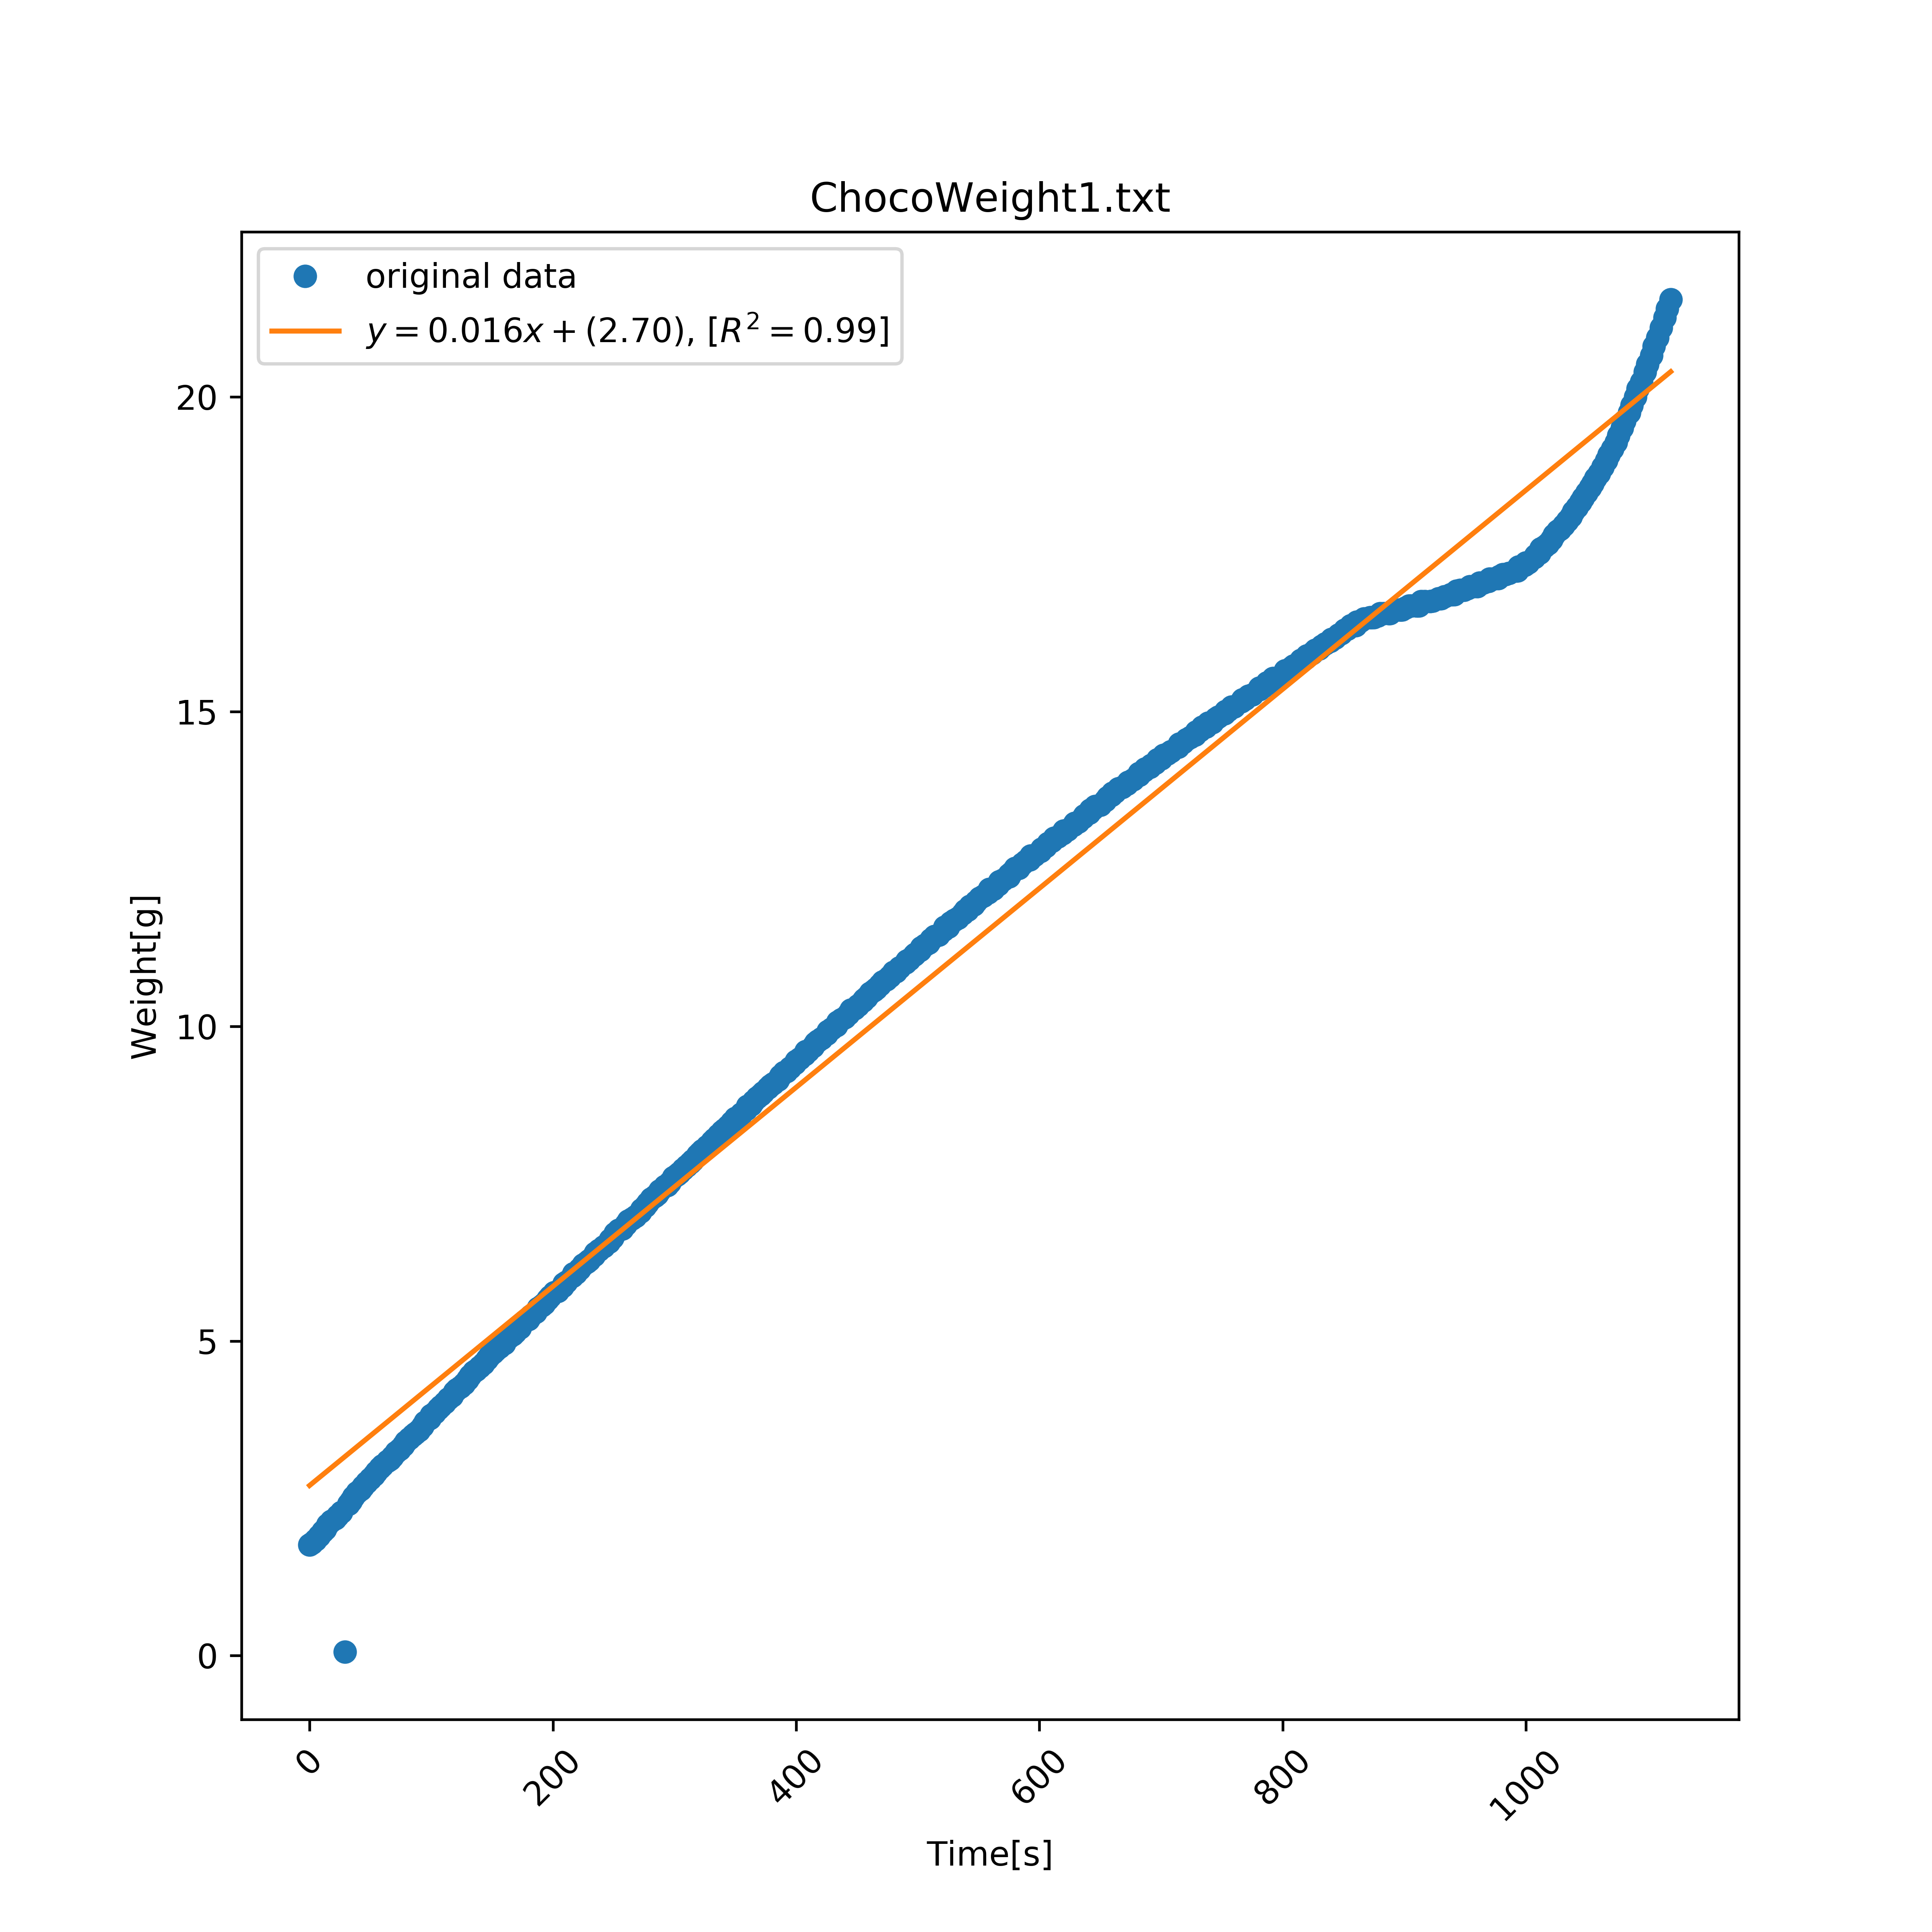 ChocoWeight1.txt
original data
y = 0.016x + (2.70), [R² = 0.99]
20
15
10
5
0
Weight[g]
0 200 400 600 800 1000
Time[s]